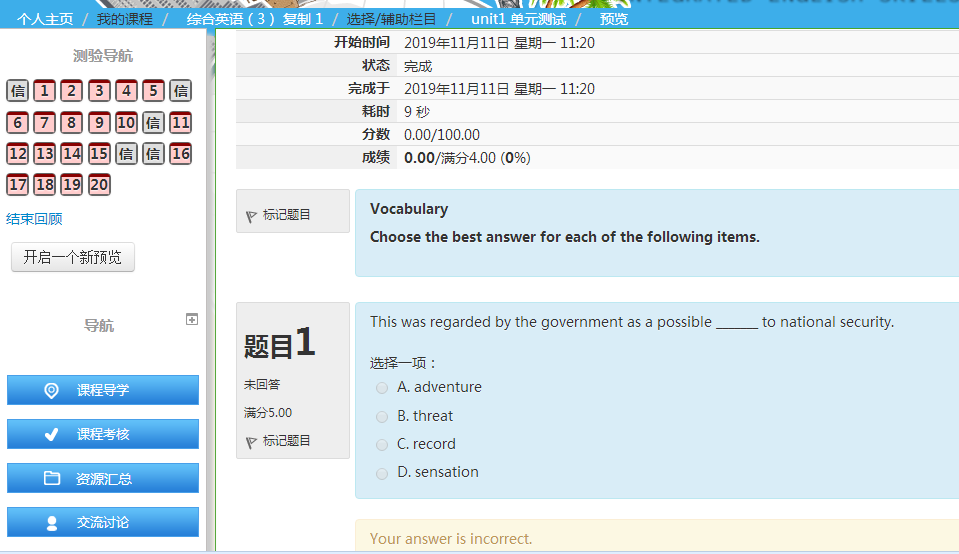 个人主页 / 我的课程 / 综合英语（3）复制 1 / 选择/辅助栏目 / unit1 单元测试 / 预览
测验导航
信 1 2 3 4 5 信
6 7 8 9 10 信 11
12 13 14 15 信 信 16
17 18 19 20
结束回顾
开启一个新预览
导航
课程导学
课程考核
资源汇总
交流讨论
开始时间 2019年11月11日 星期一 11:20
状态 完成
完成于 2019年11月11日 星期一 11:20
耗时 9 秒
分数 0.00/100.00
成绩 0.00/满分4.00 (0%)
标记题目
Vocabulary
Choose the best answer for each of the following items.
题目1
未回答
满分5.00
标记题目
This was regarded by the government as a possible ______ to national security.
选择一项：
A. adventure
B. threat
C. record
D. sensation
Your answer is incorrect.